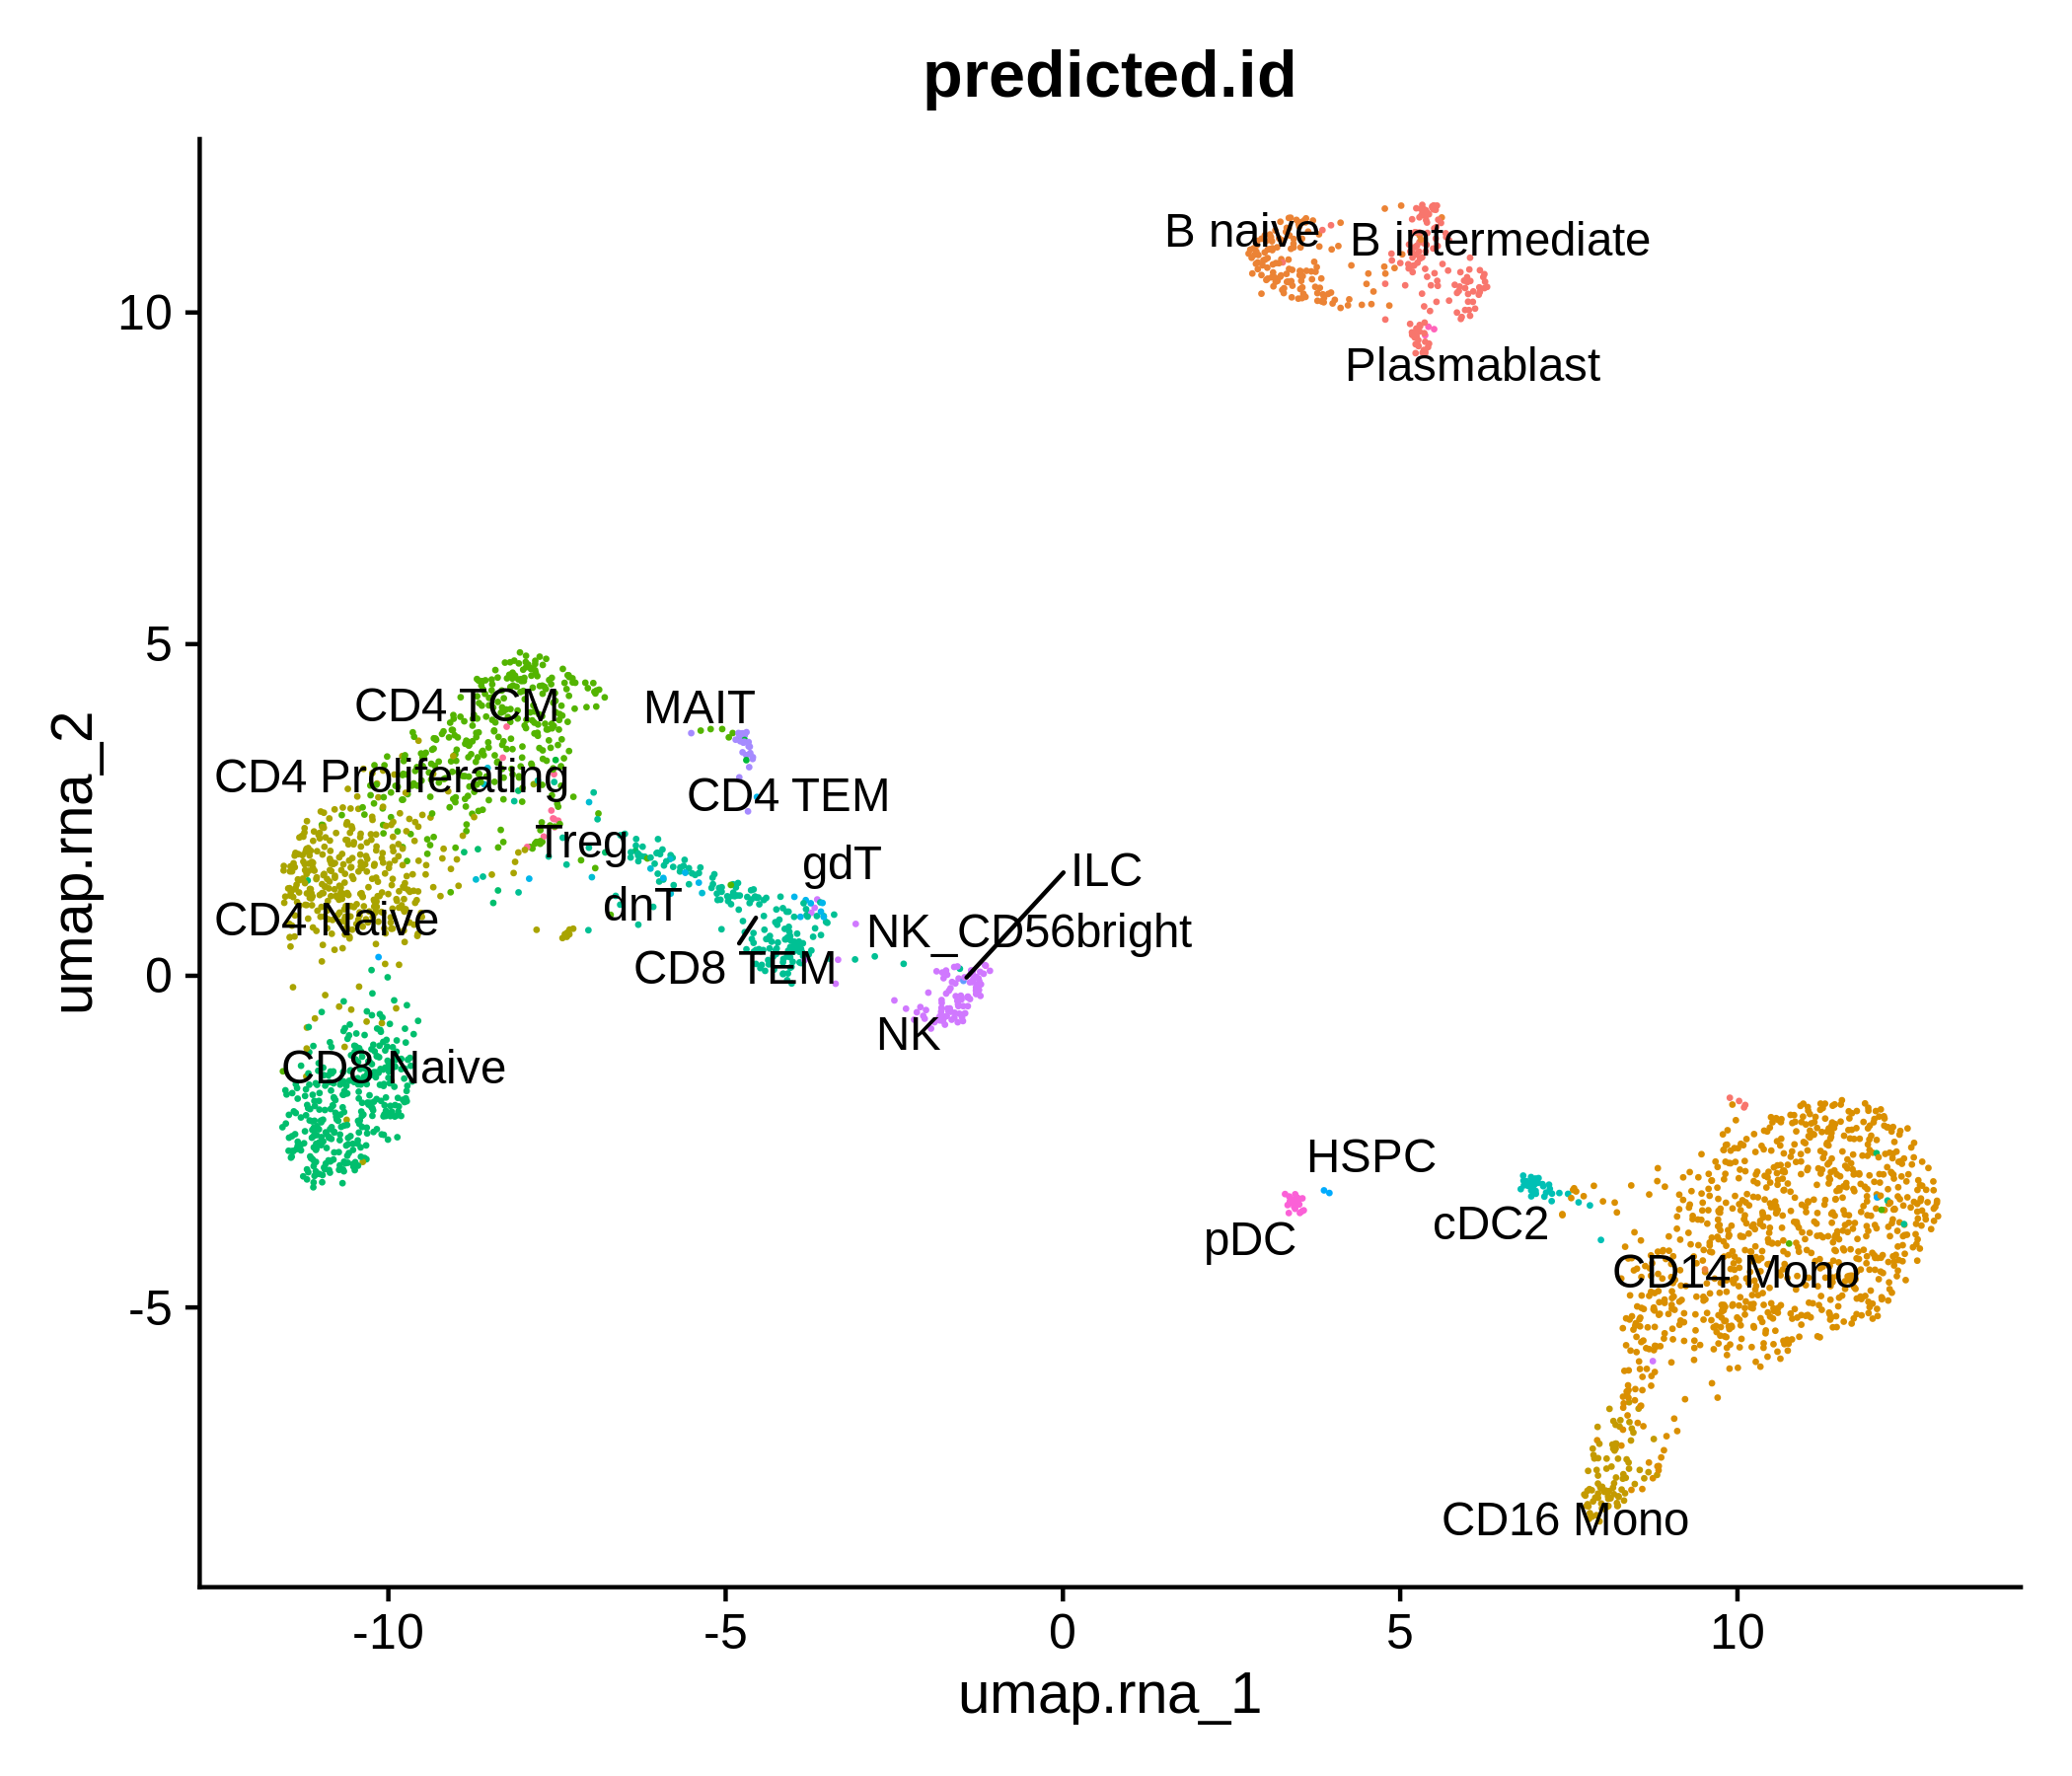 predicted.id
B naive
B intermediate
Plasmablast
10
5
0
-5
umap.rna_2
CD4 TCM
MAIT
CD4 Proliferating
CD4 TEM
Treg
gdT
ILC
dnT
CD4 Naive
NK_CD56bright
CD8 TEM
NK
CD8 Naive
HSPC
pDC
cDC2
CD14 Mono
CD16 Mono
-10
-5
0
5
10
umap.rna_1